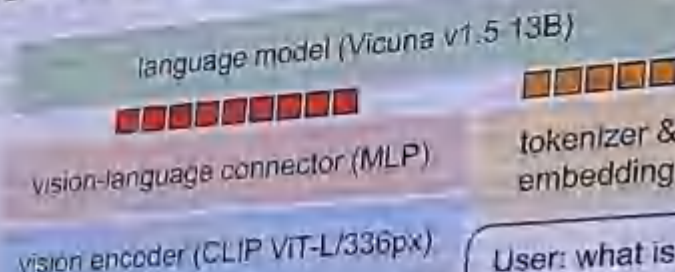 language model (Vicuna v1.5 13B)
vision-language connector (MLP)
tokenizer &
embedding
vision encoder (CLIP ViT-L/336px)
User: what is